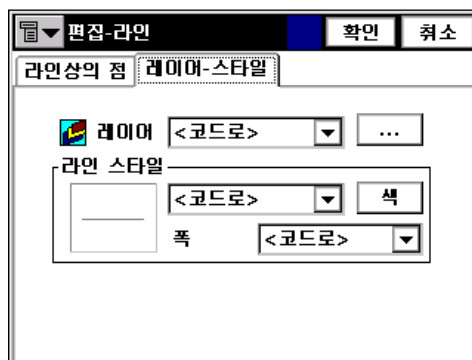 편집-라인 확인 취소
라인상의 점 레이어-스타일
레이어 <코드로> ...
라인 스타일
<코드로> 색
폭 <코드로>